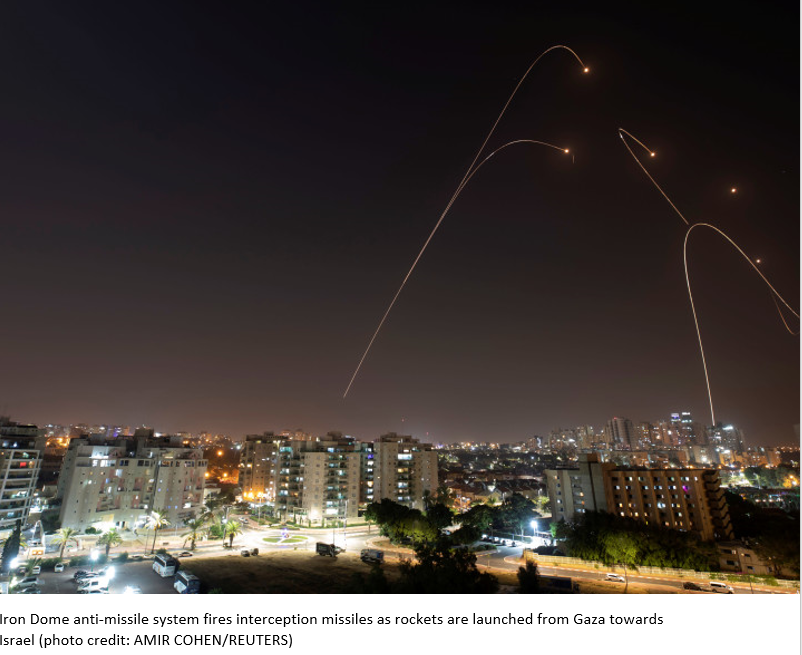 Iron Dome anti-missile system fires interception missiles as rockets are launched from Gaza towards
Israel (photo credit: AMIR COHEN/REUTERS)